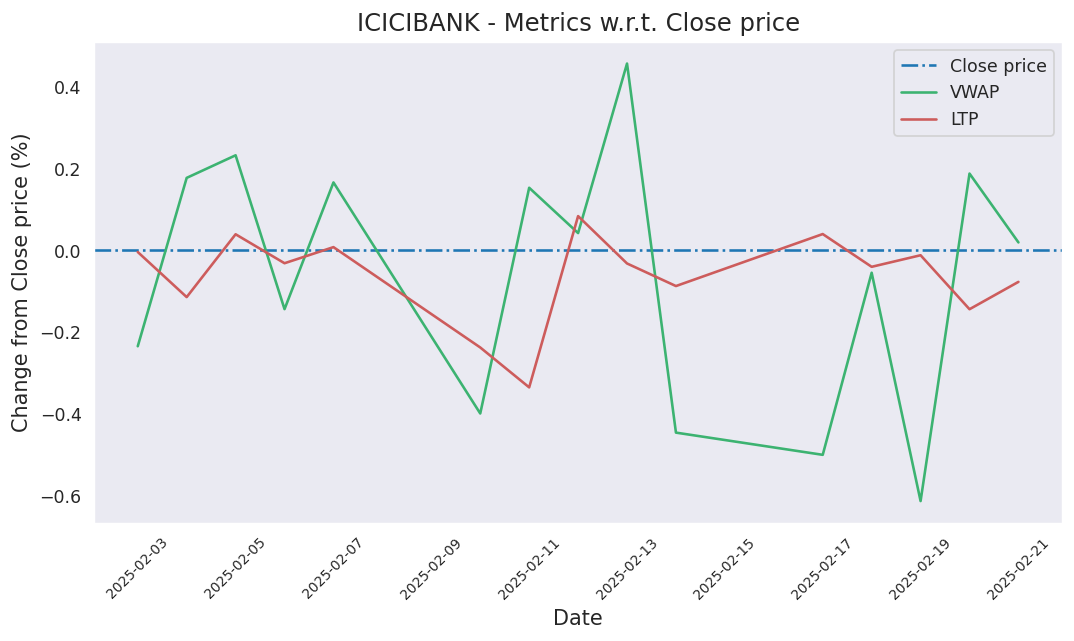 ICICIBANK - Metrics w.r.t. Close price
Close price
VWAP
LTP
Change from Close price (%)
0.4
0.2
0.0
−0.2
−0.4
−0.6
2025-02-03
2025-02-05
2025-02-07
2025-02-09
2025-02-11
2025-02-13
2025-02-15
2025-02-17
2025-02-19
2025-02-21
Date